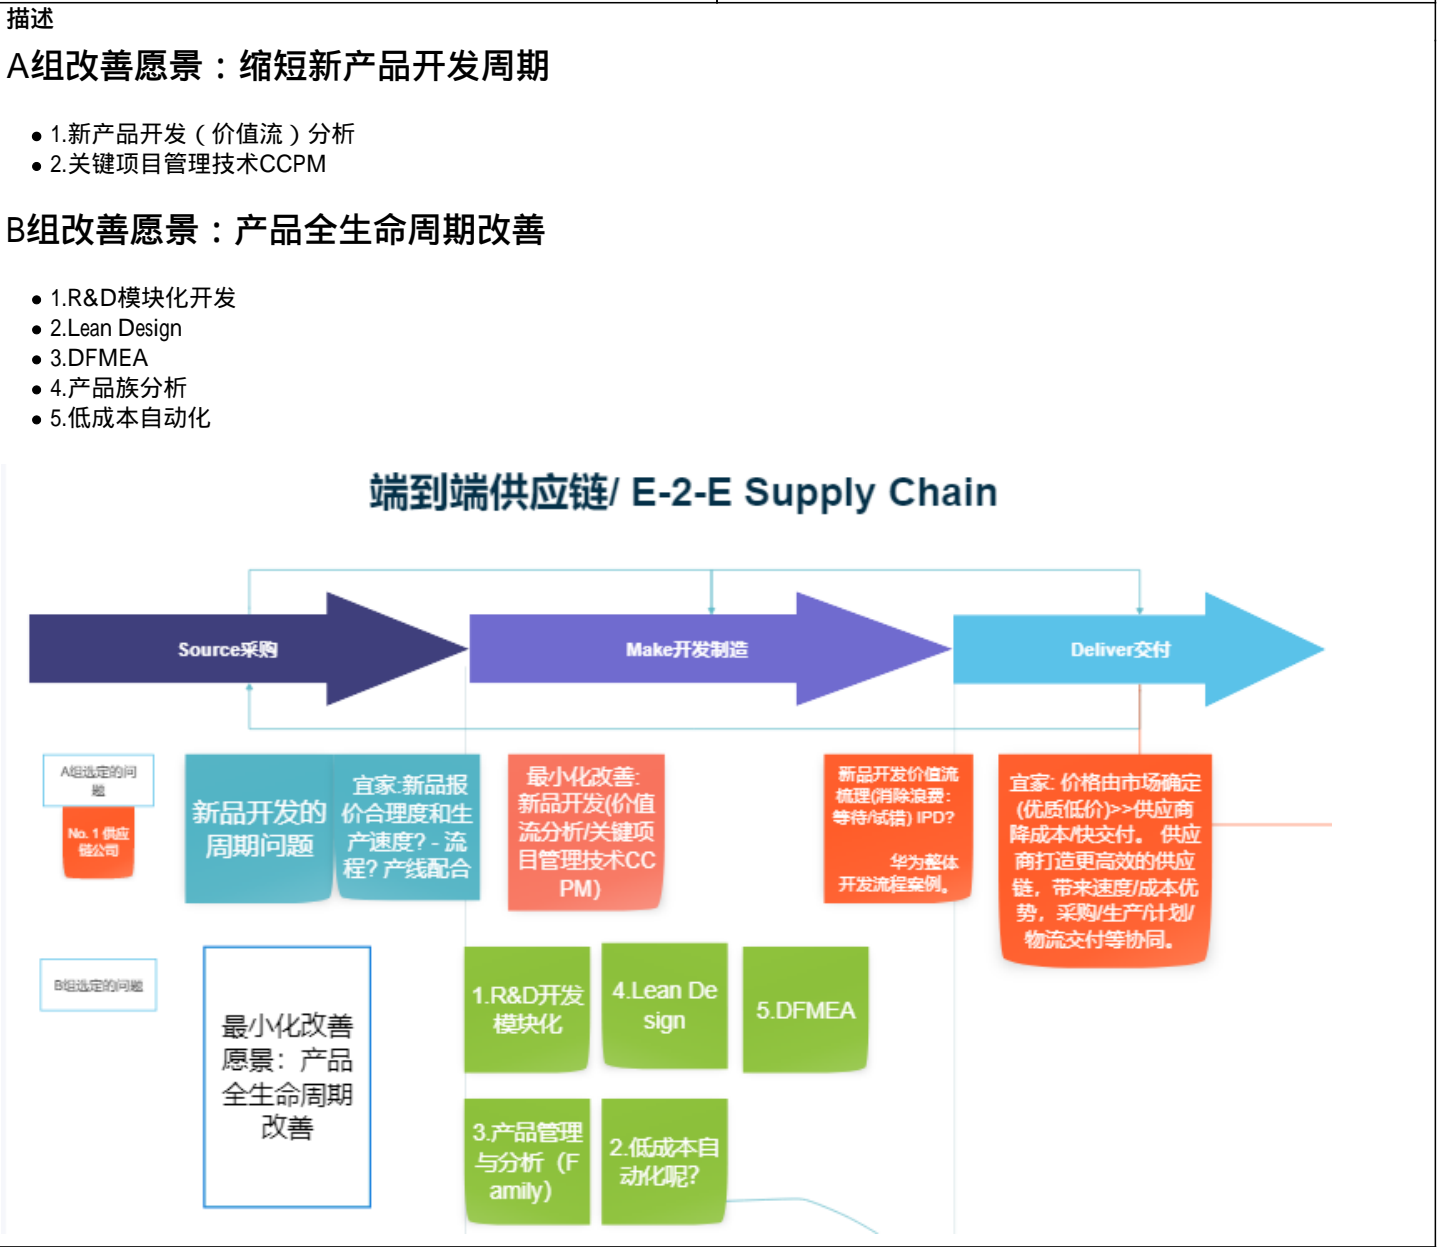 描述
A组改善愿景：缩短新产品开发周期
1.新产品开发（价值流）分析
2.关键项目管理技术CCPM
B组改善愿景：产品全生命周期改善
1.R&D模块化开发
2.Lean Design
3.DFMEA
4.产品族分析
5.低成本自动化
端到端供应链/ E-2-E Supply Chain
Source采购
Make开发制造
Deliver交付
A组选定的问
题
No. 1 供应
链公司
新品开发的
周期问题
宜家:新品报
价合理度和生
产速度? - 流
程? 产线配合
最小化改善:
新品开发(价值
流分析/关键项
目管理技术CC
PM)
新品开发价值流
梳理(消除浪费：
等待/试错) IPD?
华为整体
开发流程案例。
宜家: 价格由市场确定
(优质低价)>>供应商
降成本/快交付。 供应
商打造更高效的供应
链，带来速度/成本优
势，采购/生产/计划/
物流交付等协同。
B组选定的问题
最小化改善
愿景：产品
全生命周期
改善
1.R&D开发
模块化
4.Lean De
sign
5.DFMEA
3.产品管理
与分析（F
amily）
2.低成本自
动化呢?